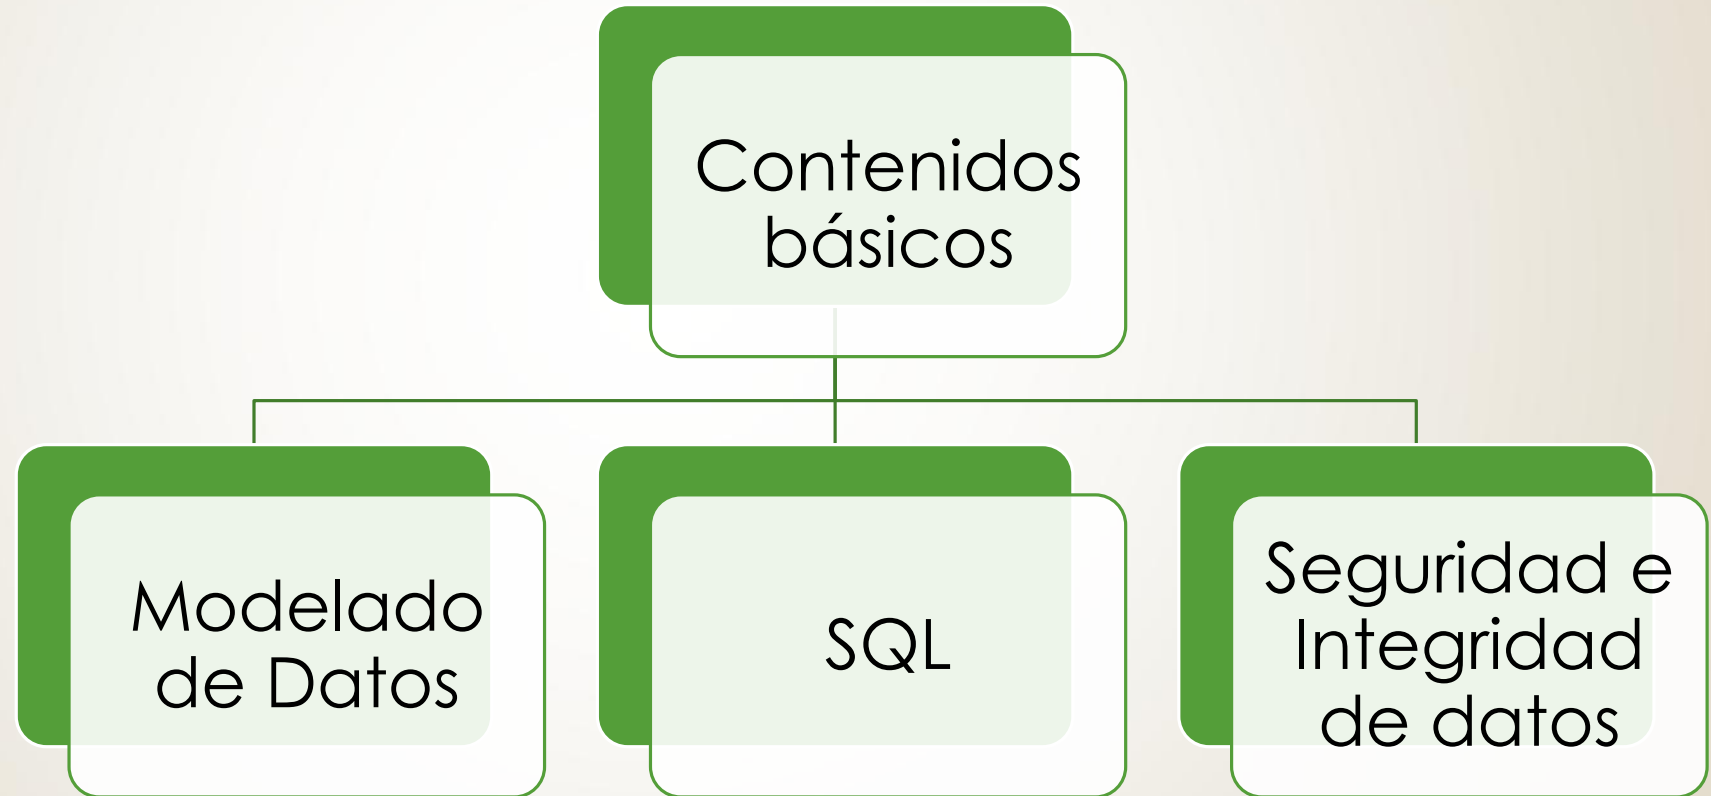 Contenidos
básicos
Modelado
de Datos
SQL
Seguridad e
Integridad
de datos